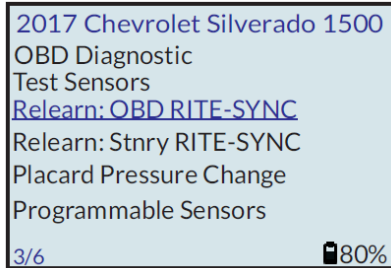 2017 Chevrolet Silverado 1500
OBD Diagnostic
Test Sensors
Relearn: OBD RITE-SYNC
Relearn: Stnry RITE-SYNC
Placard Pressure Change
Programmable Sensors
3/6 80%